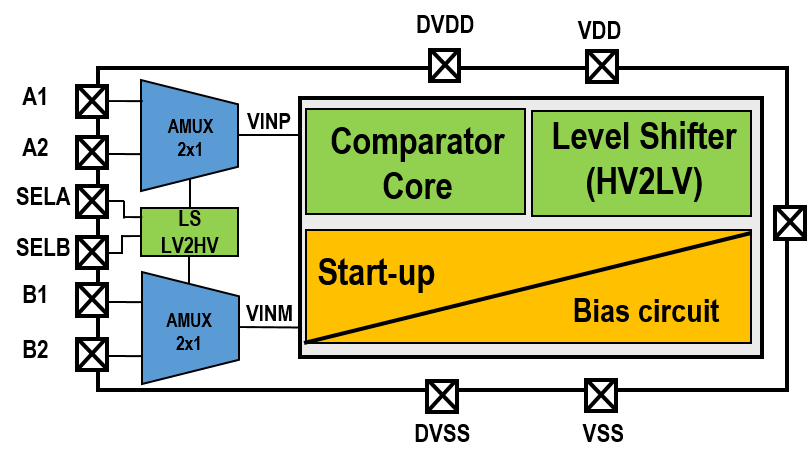 DVDD
VDD
A1
A2
SELA
SELB
B1
B2
AMUX
2x1
VINP
LS
LV2HV
AMUX
2x1
VINM
Comparator
Core
Level Shifter
(HV2LV)
Start-up
Bias circuit
DVSS
VSS